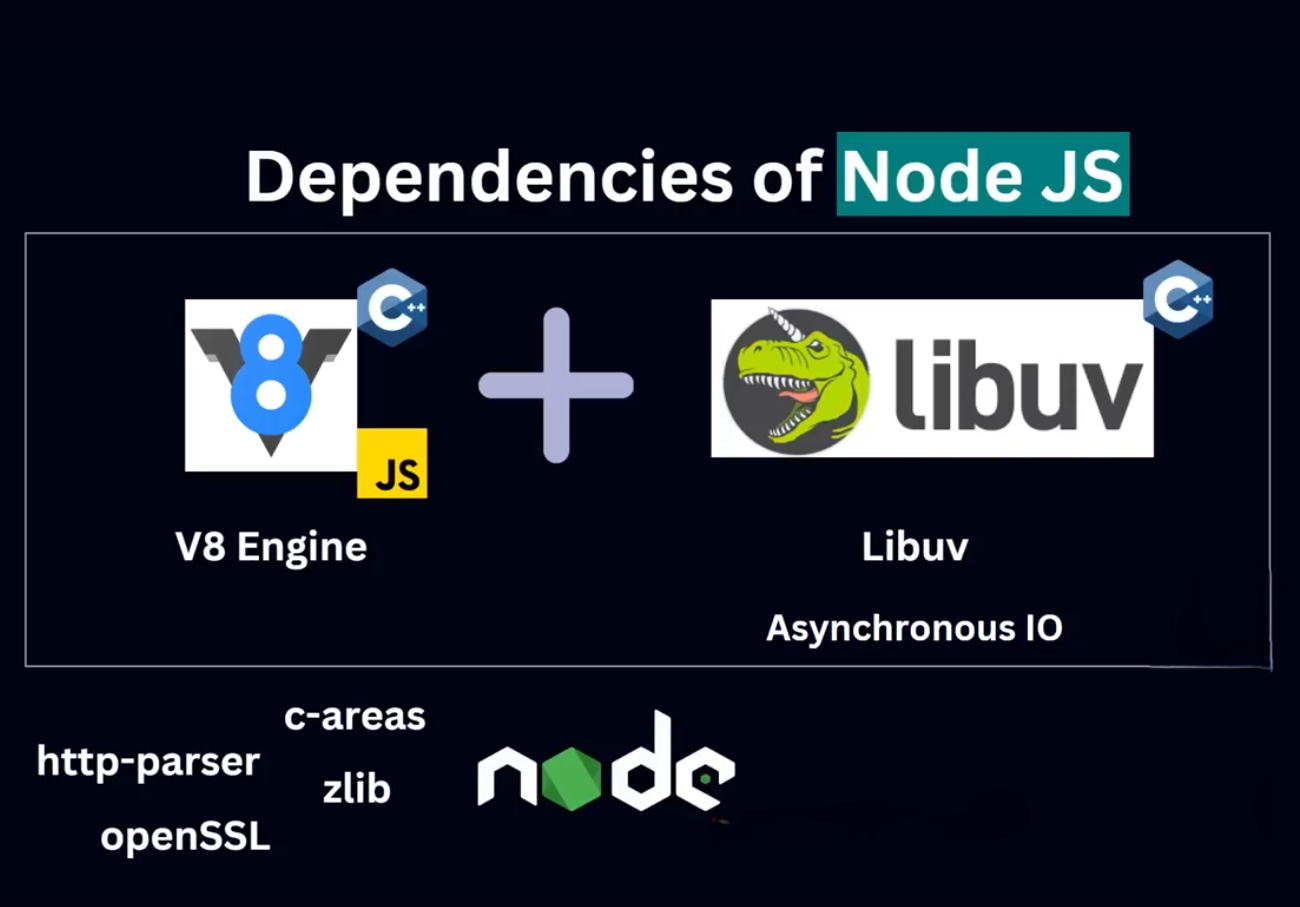 Dependencies of Node JS
C++
C++
V8
libuv
JS
V8 Engine
Libuv
Asynchronous IO
c-areas
http-parser
zlib
openSSL
node